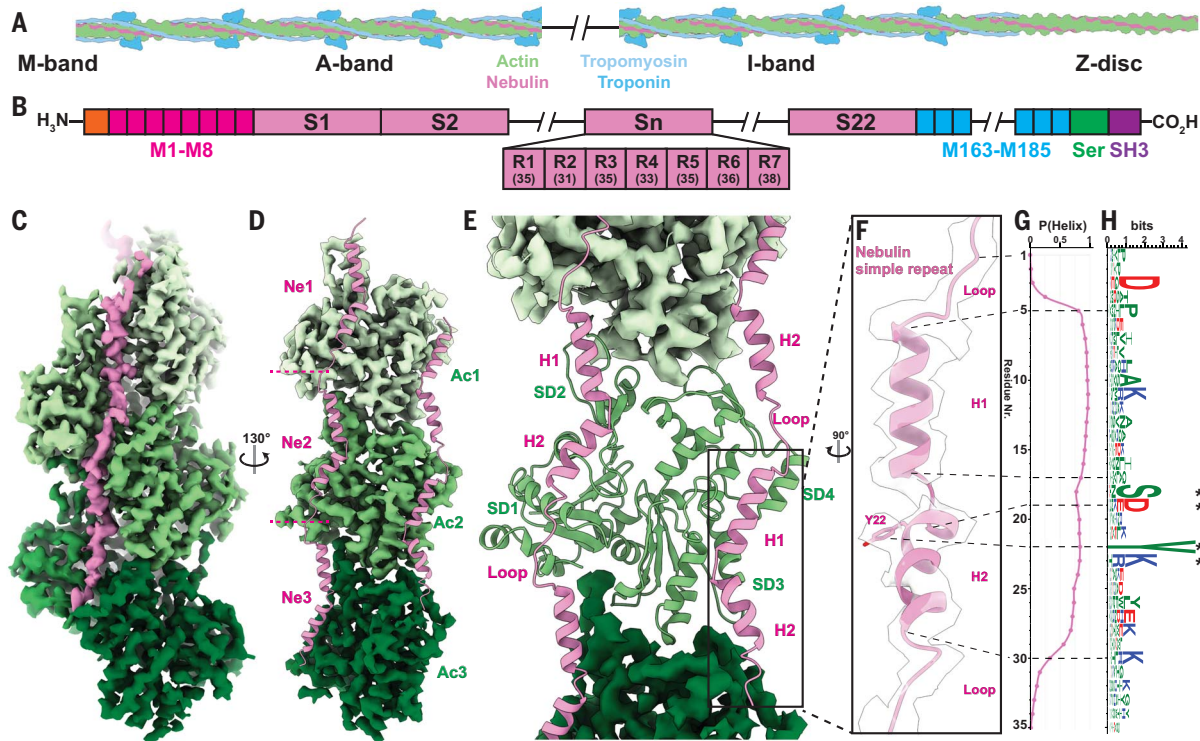 A
M-band
A-band
Actin
Nebulin
Tropomyosin
Troponin
I-band
Z-disc
B
H3N
S1
S2
Sn
S22
CO2H
M1-M8
M163-M185
Ser
SH3
R1 R2 R3 R4 R5 R6 R7
(35) (31) (35) (33) (35) (36) (38)
C
130°
D
Ne1
Ne2
Ne3
Ac1
Ac2
Ac3
E
H1
SD2
H2
SD1
Loop
H2
Loop
SD4
H1
SD3
H2
90°
F
Nebulin
simple repeat
Loop
H1
Y22
H2
Loop
G
P(Helix)
0 0,5 1
Residue Nr.
1
5
10
15
20
25
30
35
H
bits
0 1 2 3 4
D
P
A
K
S
D
*
*
*
*
K
R
Y
E
K
K